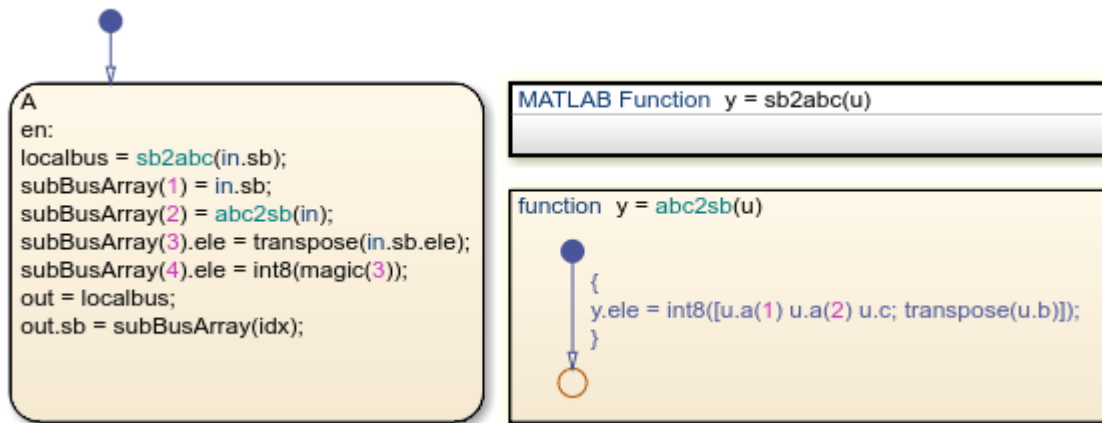 A
en:
localbus = sb2abc(in.sb);
subBusArray(1) = in.sb;
subBusArray(2) = abc2sb(in);
subBusArray(3).ele = transpose(in.sb.ele);
subBusArray(4).ele = int8(magic(3));
out = localbus;
out.sb = subBusArray(idx);
MATLAB Function y = sb2abc(u)
function y = abc2sb(u)
{
y.ele = int8([u.a(1) u.a(2) u.c; transpose(u.b)]);
}